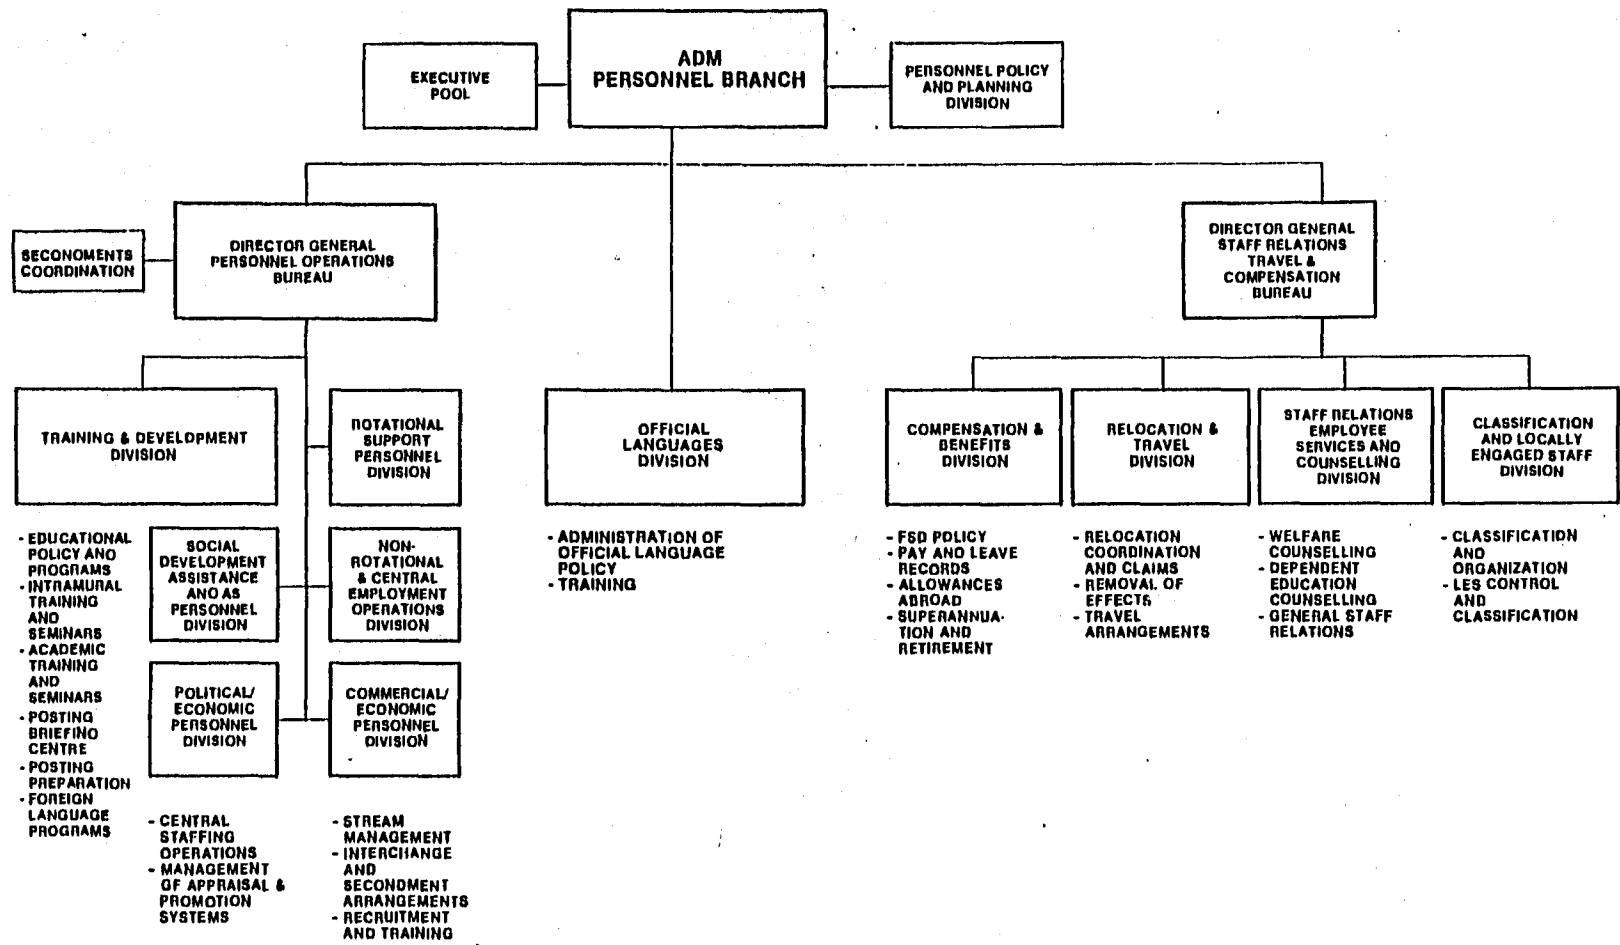 ADM
PERSONNEL BRANCH
EXECUTIVE
POOL
PERSONNEL POLICY
AND PLANNING
DIVISION
SECONOMENTS
COORDINATION
DIRECTOR GENERAL
PERSONNEL OPERATIONS
BUREAU
DIRECTOR GENERAL
STAFF RELATIONS
TRAVEL &
COMPENSATION
BUREAU
TRAINING & DEVELOPMENT
DIVISION
ROTATIONAL
SUPPORT
PERSONNEL
DIVISION
OFFICIAL
LANGUAGES
DIVISION
COMPENSATION &
BENEFITS
DIVISION
RELOCATION &
TRAVEL
DIVISION
STAFF RELATIONS
EMPLOYEE
SERVICES AND
COUNSELLING
DIVISION
CLASSIFICATION
AND LOCALLY
ENGAGED STAFF
DIVISION
- EDUCATIONAL
POLICY AND
PROGRAMS
- INTRAMURAL
TRAINING
AND
SEMINARS
- ACADEMIC
TRAINING
AND
SEMINARS
- POSTING
BRIEFING
CENTRE
- POSTING
PREPARATION
- FOREIGN
LANGUAGE
PROGRAMS
SOCIAL
DEVELOPMENT
ASSISTANCE
AND AS
PERSONNEL
DIVISION
NON-
ROTATIONAL
& CENTRAL
EMPLOYMENT
OPERATIONS
DIVISION
POLITICAL/
ECONOMIC
PERSONNEL
DIVISION
COMMERCIAL/
ECONOMIC
PERSONNEL
DIVISION
- CENTRAL
STAFFING
OPERATIONS
- MANAGEMENT
OF APPRAISAL &
PROMOTION
SYSTEMS
- STREAM
MANAGEMENT
- INTERCHANGE
AND
SECONDMENT
ARRANGEMENTS
- RECRUITMENT
AND TRAINING
- ADMINISTRATION OF
OFFICIAL LANGUAGE
POLICY
- TRAINING
- FSD POLICY
- PAY AND LEAVE
RECORDS
- ALLOWANCES
ABROAD
- SUPERANNUA-
TION AND
RETIREMENT
- RELOCATION
COORDINATION
AND CLAIMS
- REMOVAL OF
EFFECTS
- TRAVEL
ARRANGEMENTS
- WELFARE
COUNSELLING
- DEPENDENT
EDUCATION
COUNSELLING
- GENERAL STAFF
RELATIONS
- CLASSIFICATION
AND
ORGANIZATION
- LES CONTROL
AND
CLASSIFICATION